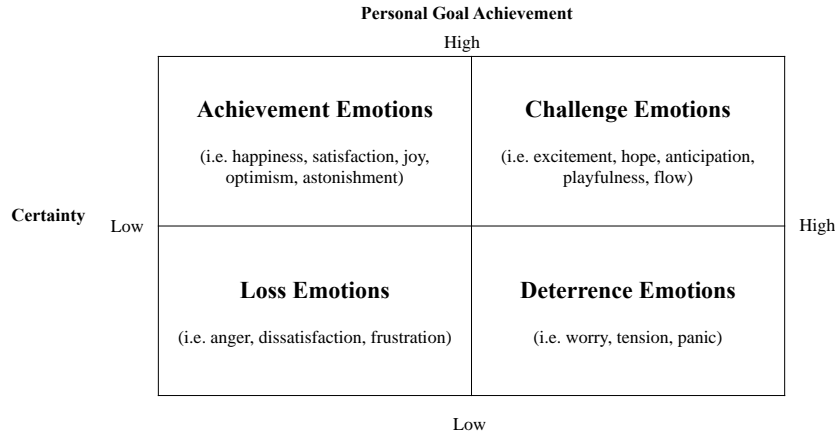 Personal Goal Achievement
High
Achievement Emotions
(i.e. happiness, satisfaction, joy,
optimism, astonishment)
Challenge Emotions
(i.e. excitement, hope, anticipation,
playfulness, flow)
Certainty
Low
High
Loss Emotions
(i.e. anger, dissatisfaction, frustration)
Deterrence Emotions
(i.e. worry, tension, panic)
Low